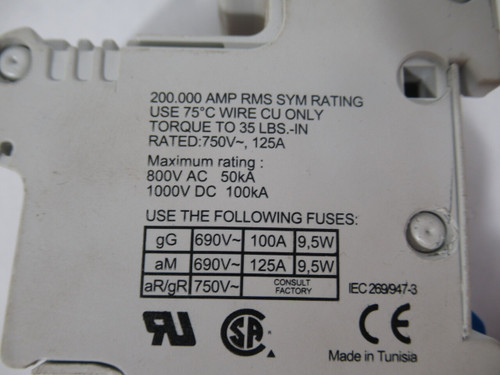 200.000 AMP RMS SYM RATING
USE 75°C WIRE CU ONLY
TORQUE TO 35 LBS.-IN
RATED:750V~, 125A
Maximum rating :
800V AC 50kA
1000V DC 100kA
USE THE FOLLOWING FUSES:
gG 690V~ 100A 9,5W
aM 690V~ 125A 9,5W
aR/gR 750V~ CONSULT FACTORY
IEC 269/947-3
RU SA CE
Made in Tunisia